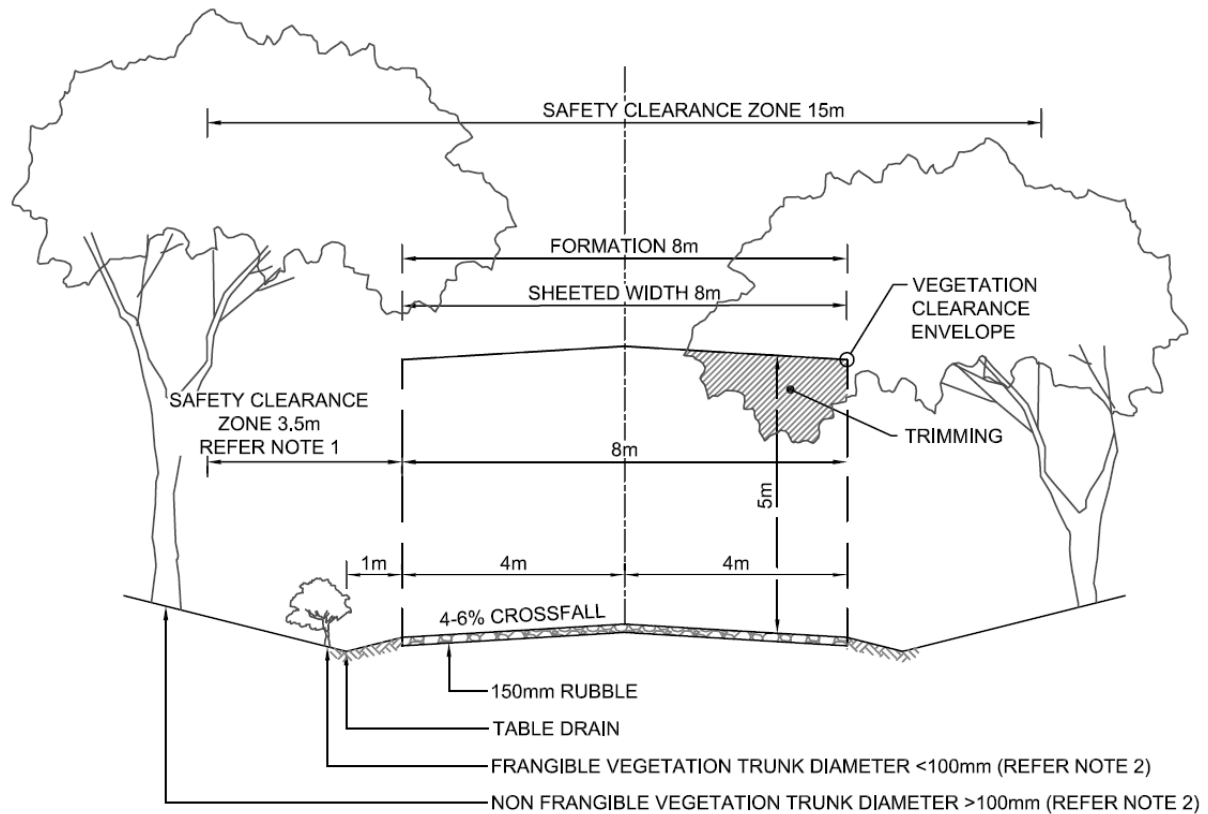 SAFETY CLEARANCE ZONE 15m
FORMATION 8m
SHEETED WIDTH 8m
VEGETATION
CLEARANCE
ENVELOPE
SAFETY CLEARANCE
ZONE 3.5m
REFER NOTE 1
TRIMMING
8m
5m
1m
4m
4m
4-6% CROSSFALL
150mm RUBBLE
TABLE DRAIN
FRANGIBLE VEGETATION TRUNK DIAMETER <100mm (REFER NOTE 2)
NON FRANGIBLE VEGETATION TRUNK DIAMETER >100mm (REFER NOTE 2)